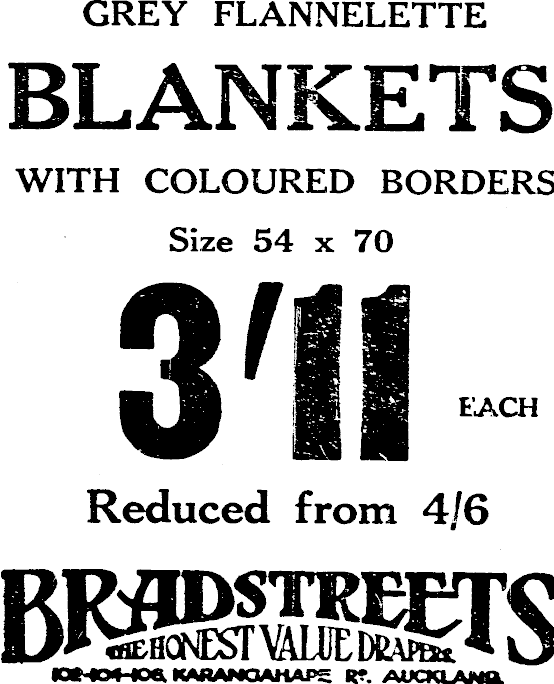 GREY FLANNELETTE
BLANKETS
WITH COLOURED BORDERS
Size 54 x 70
3'11
EACH
Reduced from 4/6
BRADSTREETS
THE HONEST VALUE DRAPERS
102-104-106, KARANGAHAPE RD. AUCKLAND.